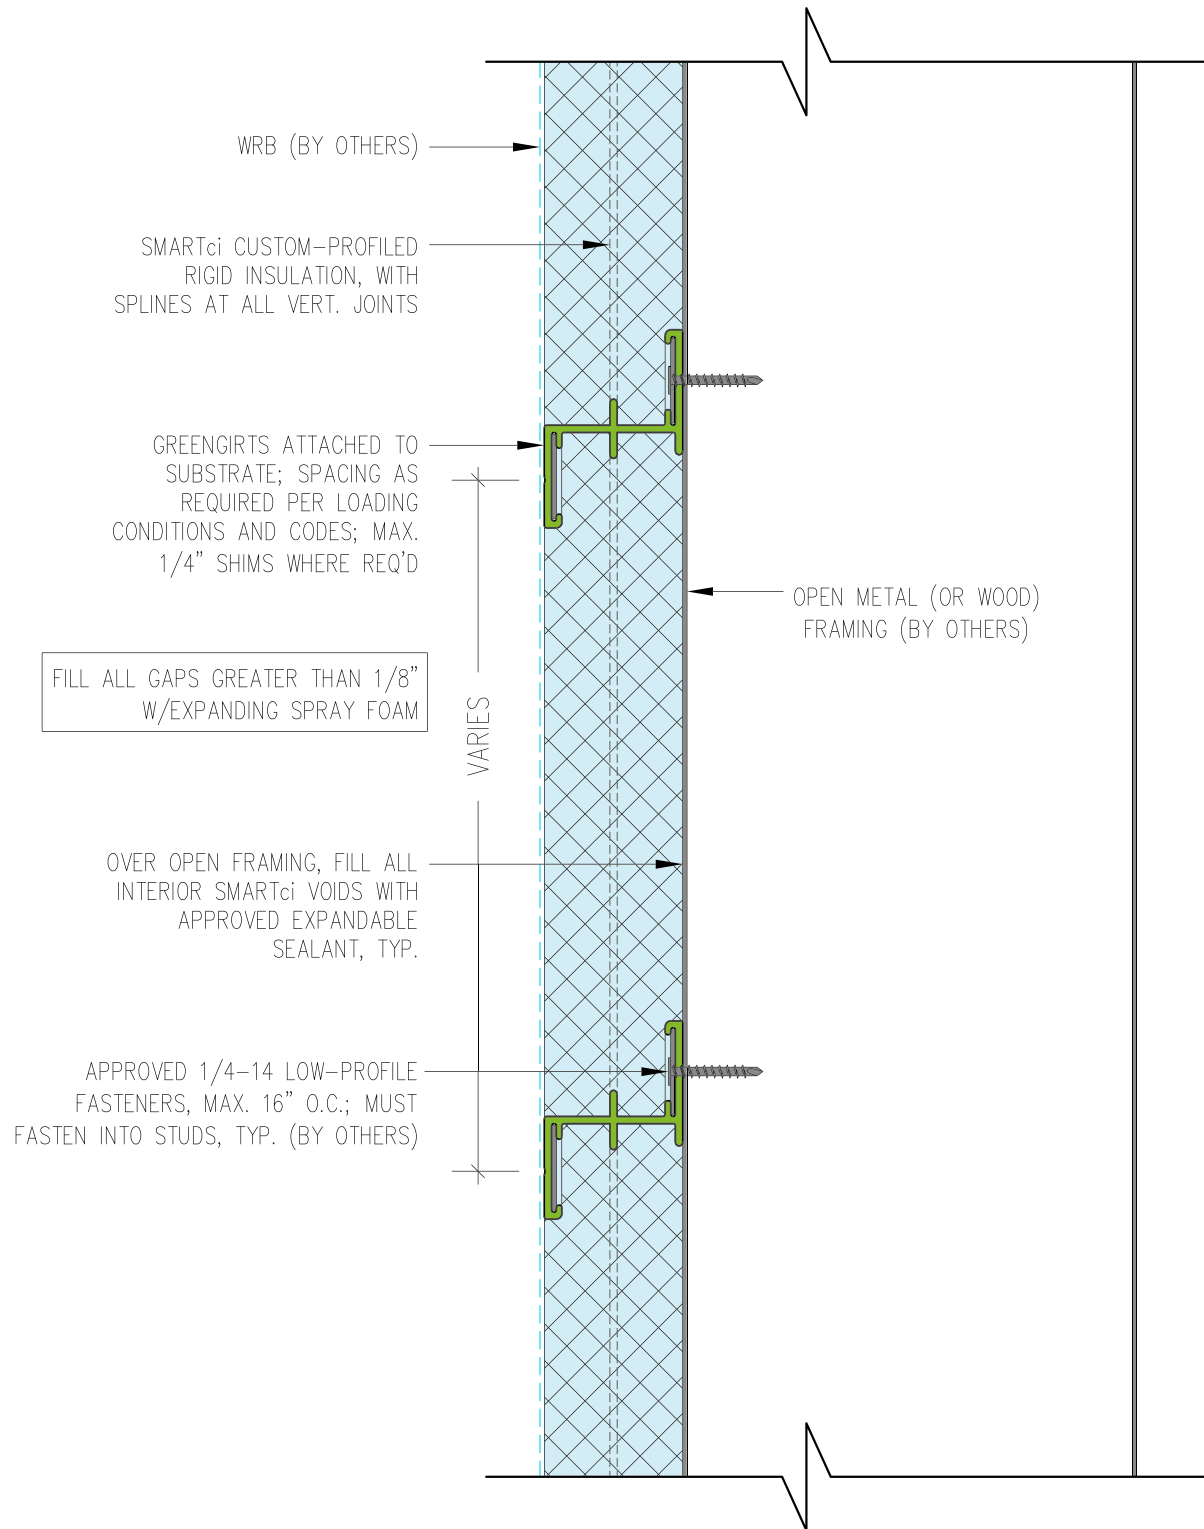 WRB (BY OTHERS)
SMARTci CUSTOM-PROFILED
RIGID INSULATION, WITH
SPLINES AT ALL VERT. JOINTS
GREENGIRTS ATTACHED TO
SUBSTRATE; SPACING AS
REQUIRED PER LOADING
CONDITIONS AND CODES; MAX.
1/4" SHIMS WHERE REQ'D
OPEN METAL (OR WOOD)
FRAMING (BY OTHERS)
FILL ALL GAPS GREATER THAN 1/8"
W/EXPANDING SPRAY FOAM
VARIES
OVER OPEN FRAMING, FILL ALL
INTERIOR SMARTci VOIDS WITH
APPROVED EXPANDABLE
SEALANT, TYP.
APPROVED 1/4-14 LOW-PROFILE
FASTENERS, MAX. 16" O.C.; MUST
FASTEN INTO STUDS, TYP. (BY OTHERS)